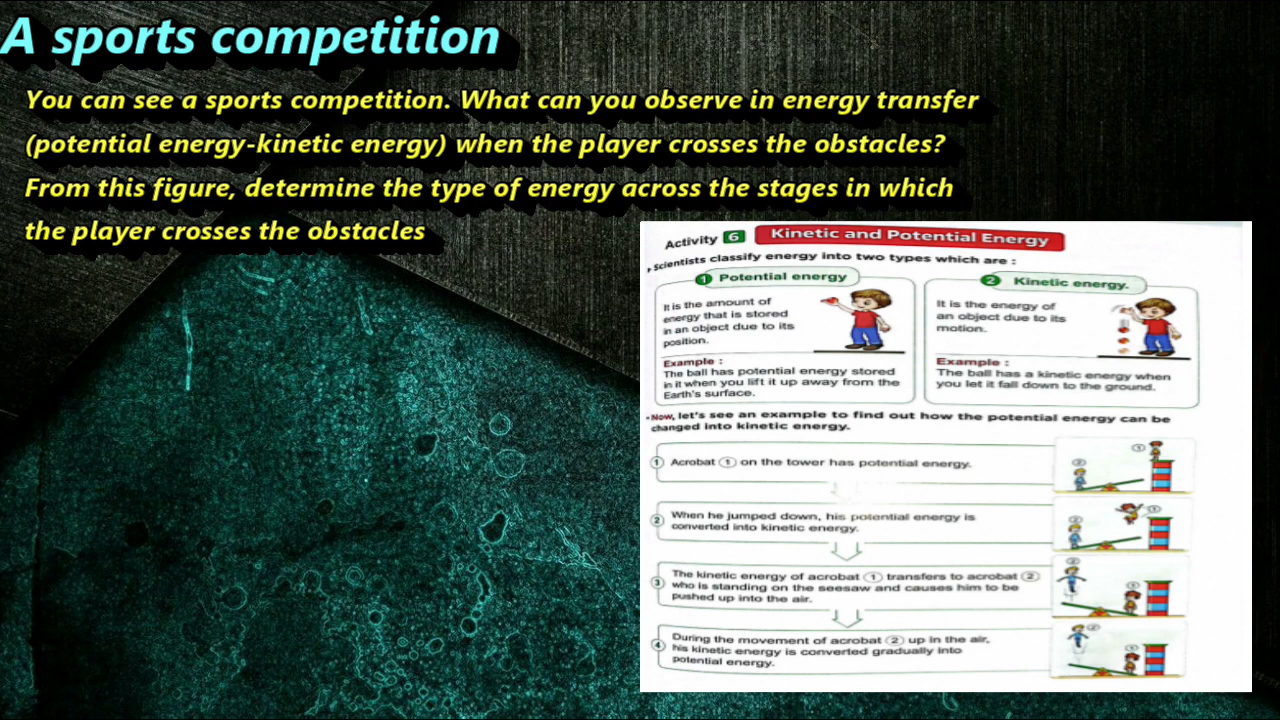 A sports competition
You can see a sports competition. What can you observe in energy transfer
(potential energy-kinetic energy) when the player crosses the obstacles?
From this figure, determine the type of energy across the stages in which
the player crosses the obstacles
Activity 6 Kinetic and Potential Energy
Scientists classify energy into two types which are :
1 Potential energy
It is the amount of
energy that is stored
in an object due to its
position.
Example :
The ball has potential energy stored
in it when you lift it up away from the
Earth's surface.
2 Kinetic energy.
It is the energy of
an object due to its
motion.
Example :
The ball has a kinetic energy when
you let it fall down to the ground.
• Now, let's see an example to find out how the potential energy can be
changed into kinetic energy.
1 Acrobat 1 on the tower has potential energy.
1
2
2 When he jumped down, his potential energy is
converted into kinetic energy.
2
1
3 The kinetic energy of acrobat 1 transfers to acrobat 2
who is standing on the seesaw and causes him to be
pushed up into the air.
2
1
4 During the movement of acrobat 2 up in the air,
his kinetic energy is converted gradually into
potential energy.
2
1